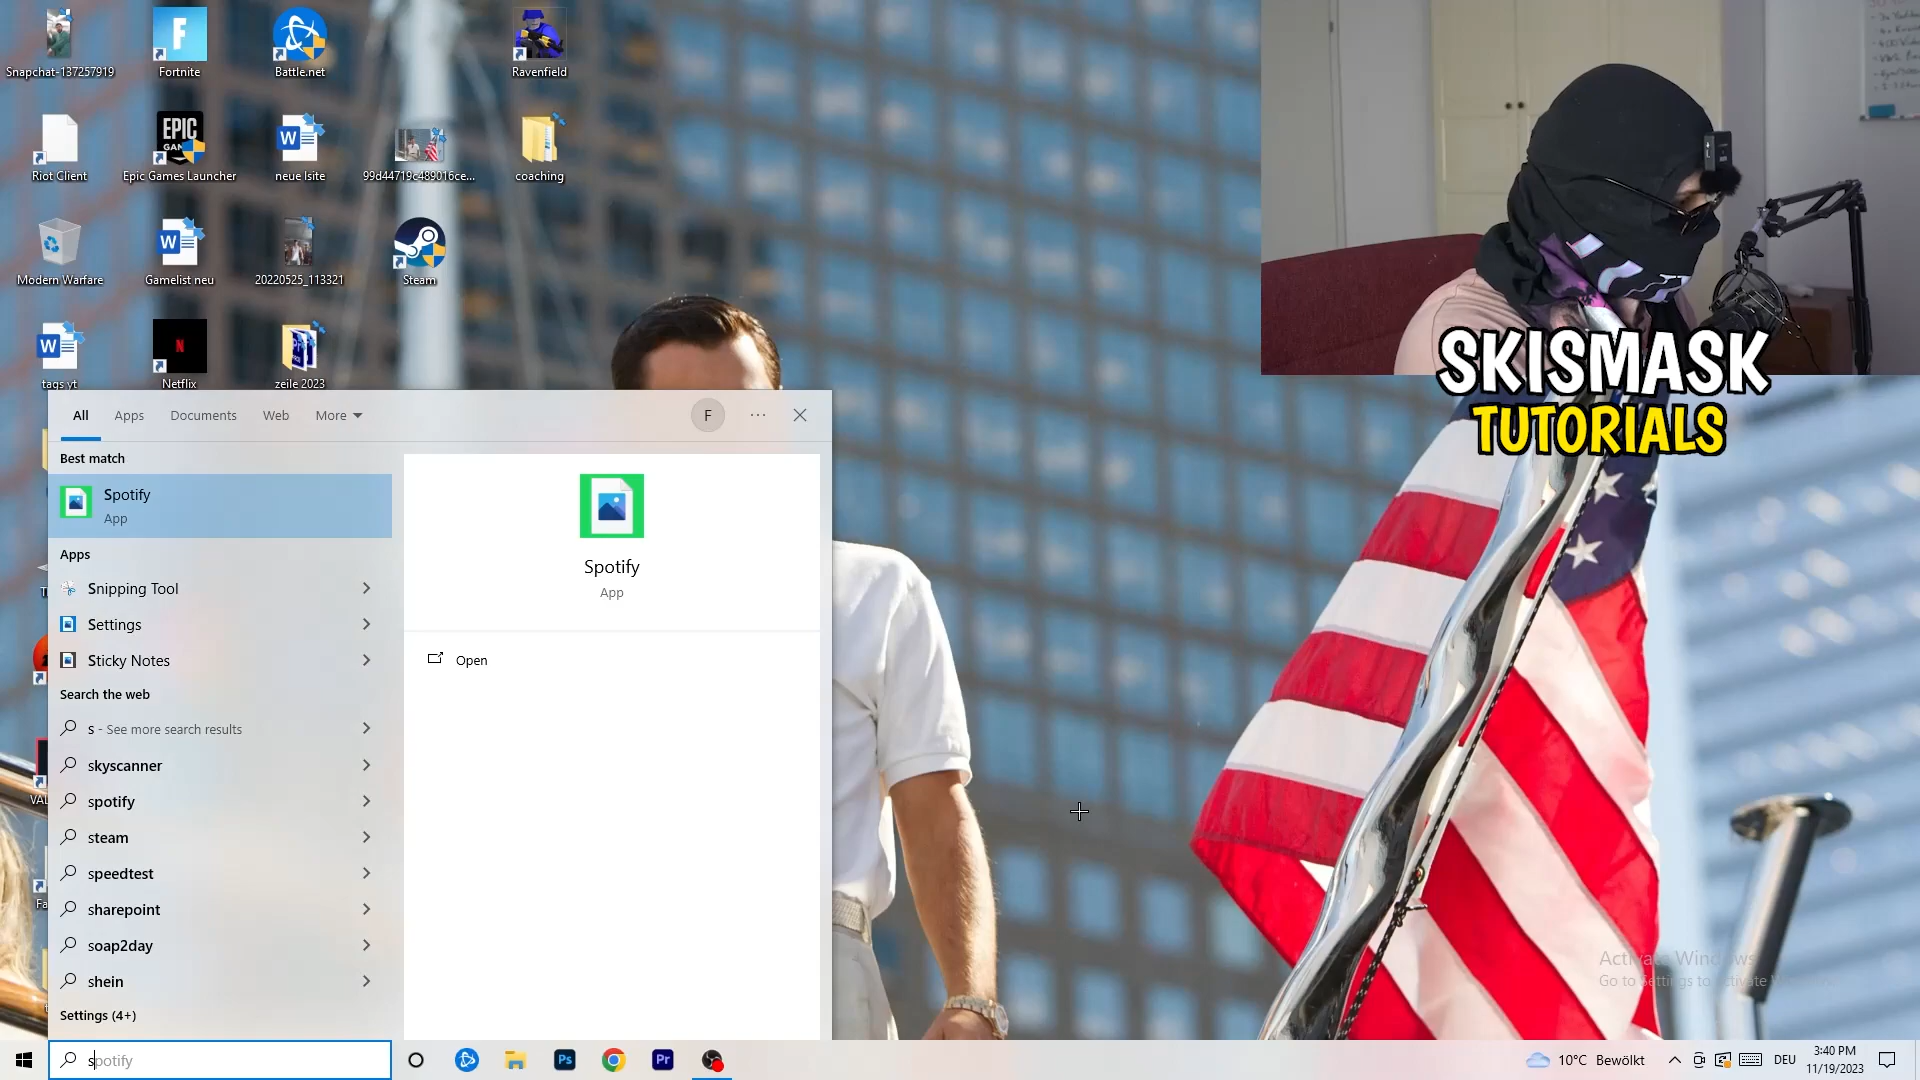 Snapchat-137257919
Fortnite
Battle.net
Ravenfield
EPIC
Riot Client
Epic Games Launcher
neue lsite
99d44719c489016ce...
coaching
Modern Warfare
Gamelist neu
20220525_113321
Steam
tags yt
Netflix
zeile 2023
SKISMASK
TUTORIALS
All
Apps
Documents
Web
More
F
Best match
Spotify
App
Apps
Snipping Tool
Settings
Sticky Notes
Search the web
s - See more search results
skyscanner
spotify
steam
speedtest
sharepoint
soap2day
shein
Settings (4+)
Spotify
App
Open
Activate Windows
Go to Settings to activate
spotify
Ps
Pr
10°C Bewölkt
DEU
3:40 PM
11/19/2023